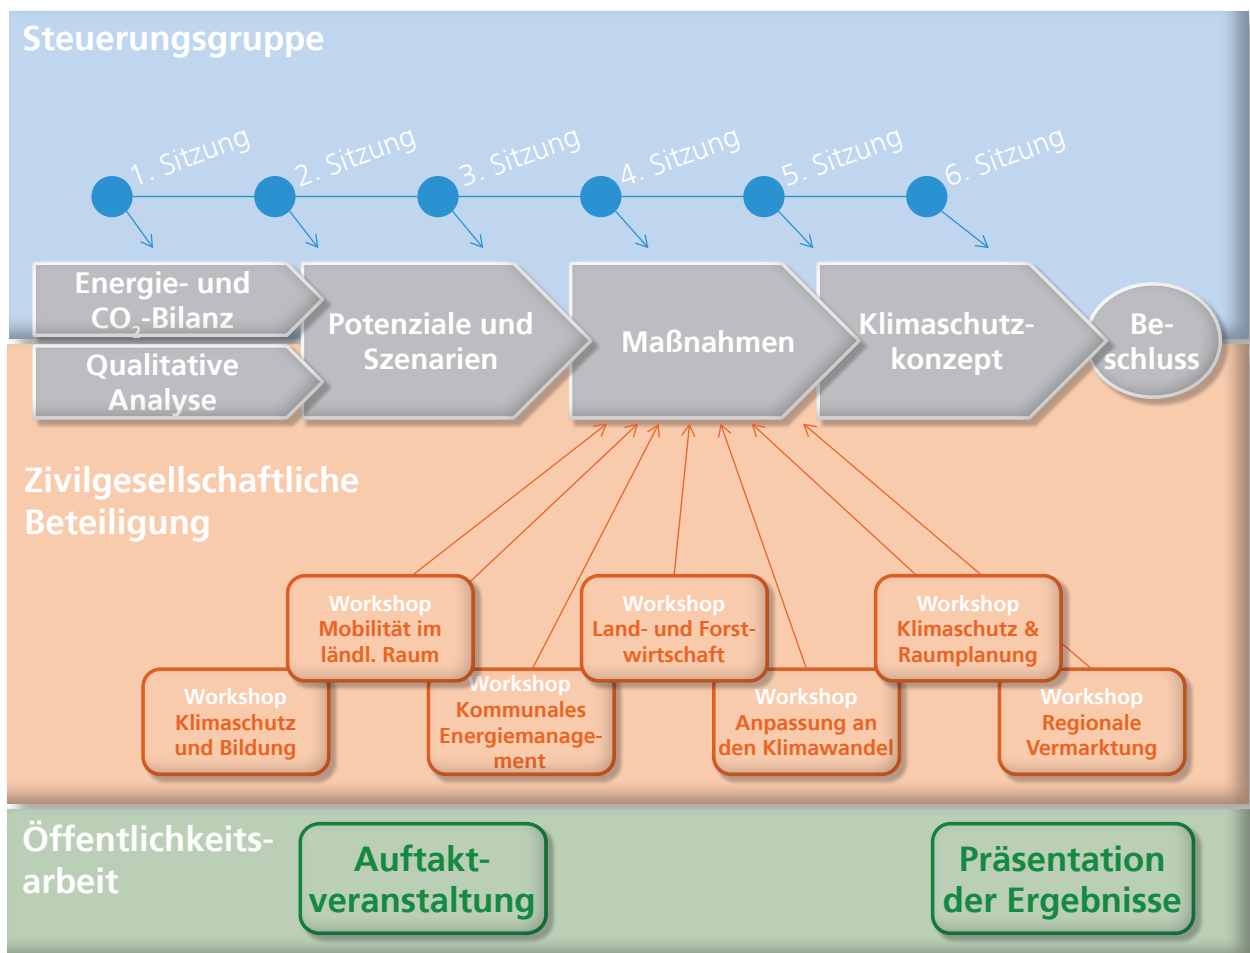 Steuerungsgruppe
1. Sitzung
2. Sitzung
3. Sitzung
4. Sitzung
5. Sitzung
6. Sitzung
Energie- und
CO₂-Bilanz
Qualitative
Analyse
Potenziale und
Szenarien
Maßnahmen
Klimaschutz-
konzept
Be-
schluss
Zivilgesellschaftliche
Beteiligung
Workshop
Mobilität im
ländl. Raum
Workshop
Land- und Forst-
wirtschaft
Workshop
Klimaschutz &
Raumplanung
Workshop
Klimaschutz
und Bildung
Workshop
Kommunales
Energiemanage-
ment
Workshop
Anpassung an
den Klimawandel
Workshop
Regionale
Vermarktung
Öffentlichkeits-
arbeit
Auftakt-
veranstaltung
Präsentation
der Ergebnisse